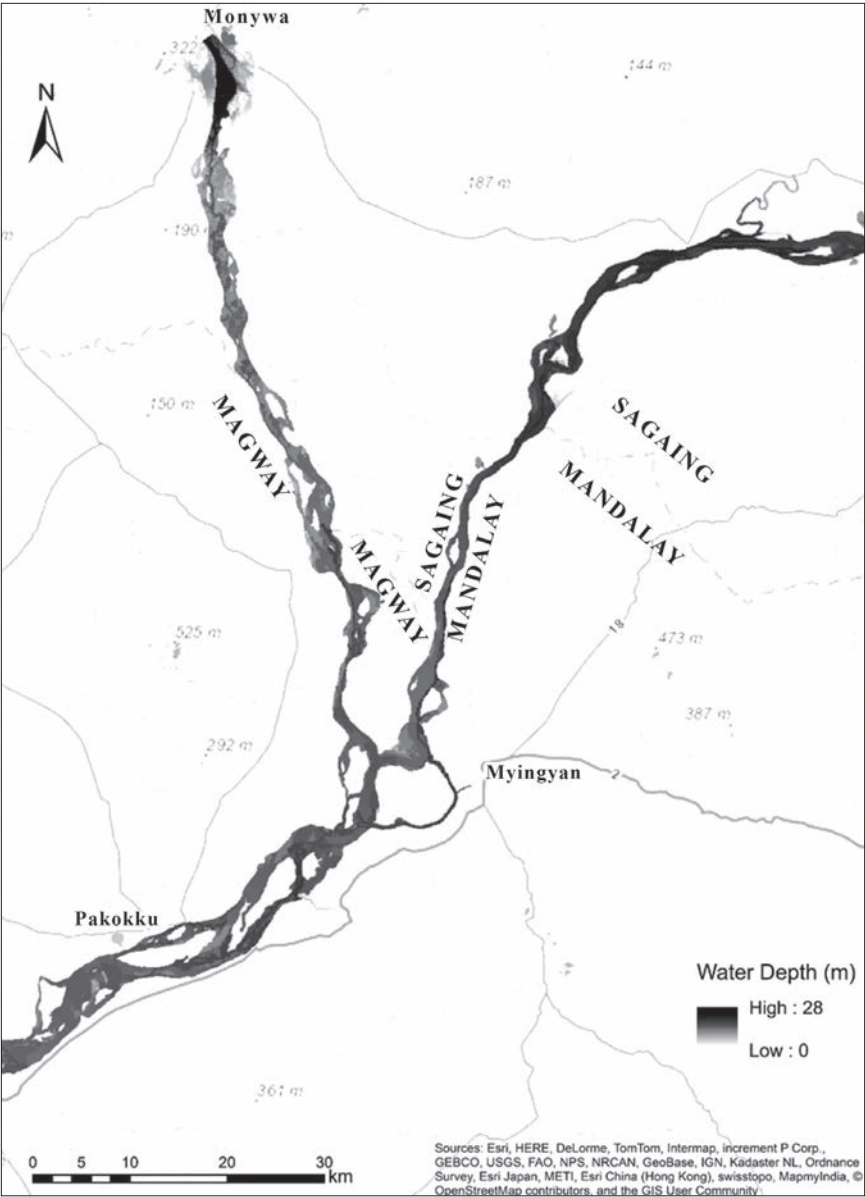 Monywa
322
144 m
N
187 m
190
m
150 m
MAGWAY
SAGAING
MANDALAY
SAGAING
MANDALAY
MAGWAY
525 m
18
473 m
387 m
292 m
Myingyan
2
Pakokku
Water Depth (m)
High : 28
Low : 0
361 m
0 5 10 20 30
km
Sources: Esri, HERE, DeLorme, TomTom, Intermap, increment P Corp.,
GEBCO, USGS, FAO, NPS, NRCAN, GeoBase, IGN, Kadaster NL, Ordnance
Survey, Esri Japan, METI, Esri China (Hong Kong), swisstopo, MapmyIndia, ©
OpenStreetMap contributors, and the GIS User Community